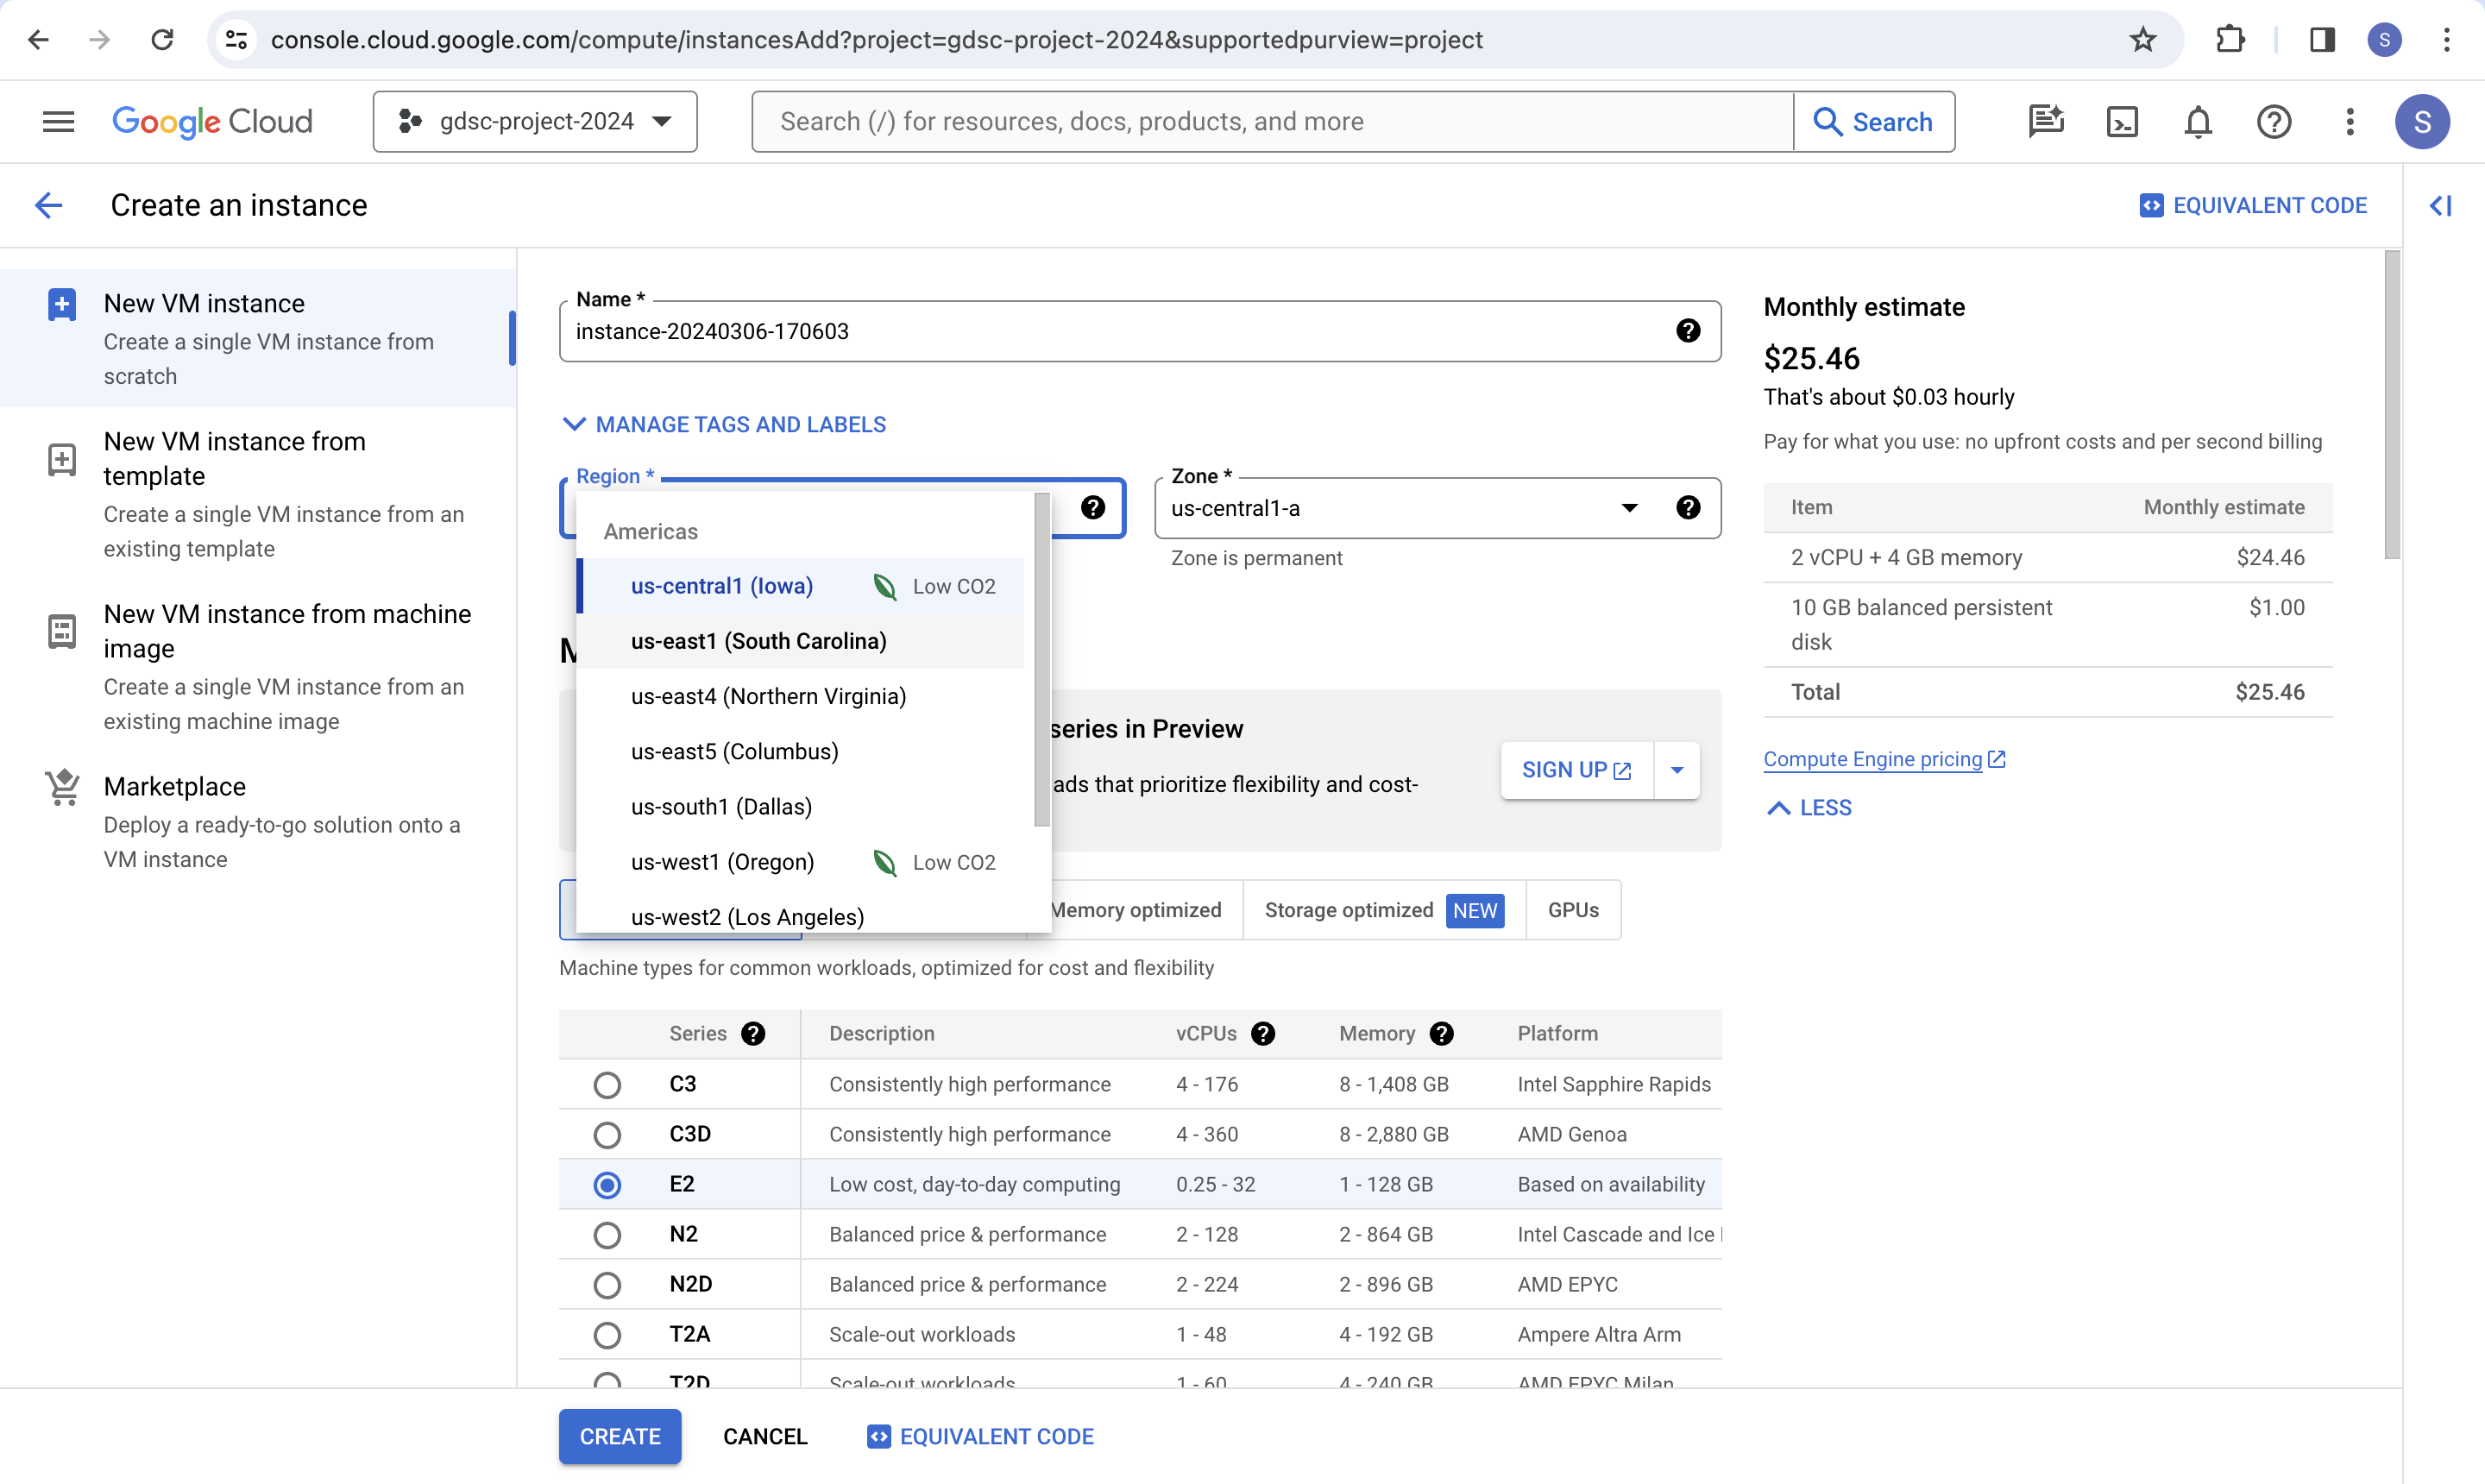 console.cloud.google.com/compute/instancesAdd?project=gdsc-project-2024&supportedpurview=project
S
Google Cloud
gdsc-project-2024
Search (/) for resources, docs, products, and more
Search
S
Create an instance
EQUIVALENT CODE
New VM instance
Create a single VM instance from
scratch
New VM instance from
template
Create a single VM instance from an
existing template
New VM instance from machine
image
Create a single VM instance from an
existing machine image
Marketplace
Deploy a ready-to-go solution onto a
VM instance
Name *
instance-20240306-170603
MANAGE TAGS AND LABELS
Region *
Zone *
us-central1-a
Zone is permanent
Americas
us-central1 (Iowa) Low CO2
us-east1 (South Carolina)
us-east4 (Northern Virginia)
us-east5 (Columbus)
us-south1 (Dallas)
us-west1 (Oregon) Low CO2
us-west2 (Los Angeles)
series in Preview
ads that prioritize flexibility and cost-
SIGN UP
Memory optimized
Storage optimized NEW
GPUs
Machine types for common workloads, optimized for cost and flexibility
Series Description vCPUs Memory Platform
C3 Consistently high performance 4 - 176 8 - 1,408 GB Intel Sapphire Rapids
C3D Consistently high performance 4 - 360 8 - 2,880 GB AMD Genoa
E2 Low cost, day-to-day computing 0.25 - 32 1 - 128 GB Based on availability
N2 Balanced price & performance 2 - 128 2 - 864 GB Intel Cascade and Ice
N2D Balanced price & performance 2 - 224 2 - 896 GB AMD EPYC
T2A Scale-out workloads 1 - 48 4 - 192 GB Ampere Altra Arm
T2D Scale-out workloads 1 - 60 4 - 240 GB AMD EPYC Milan
CREATE
CANCEL
EQUIVALENT CODE
Monthly estimate
$25.46
That's about $0.03 hourly
Pay for what you use: no upfront costs and per second billing
Item Monthly estimate
2 vCPU + 4 GB memory $24.46
10 GB balanced persistent $1.00
disk
Total $25.46
Compute Engine pricing
LESS